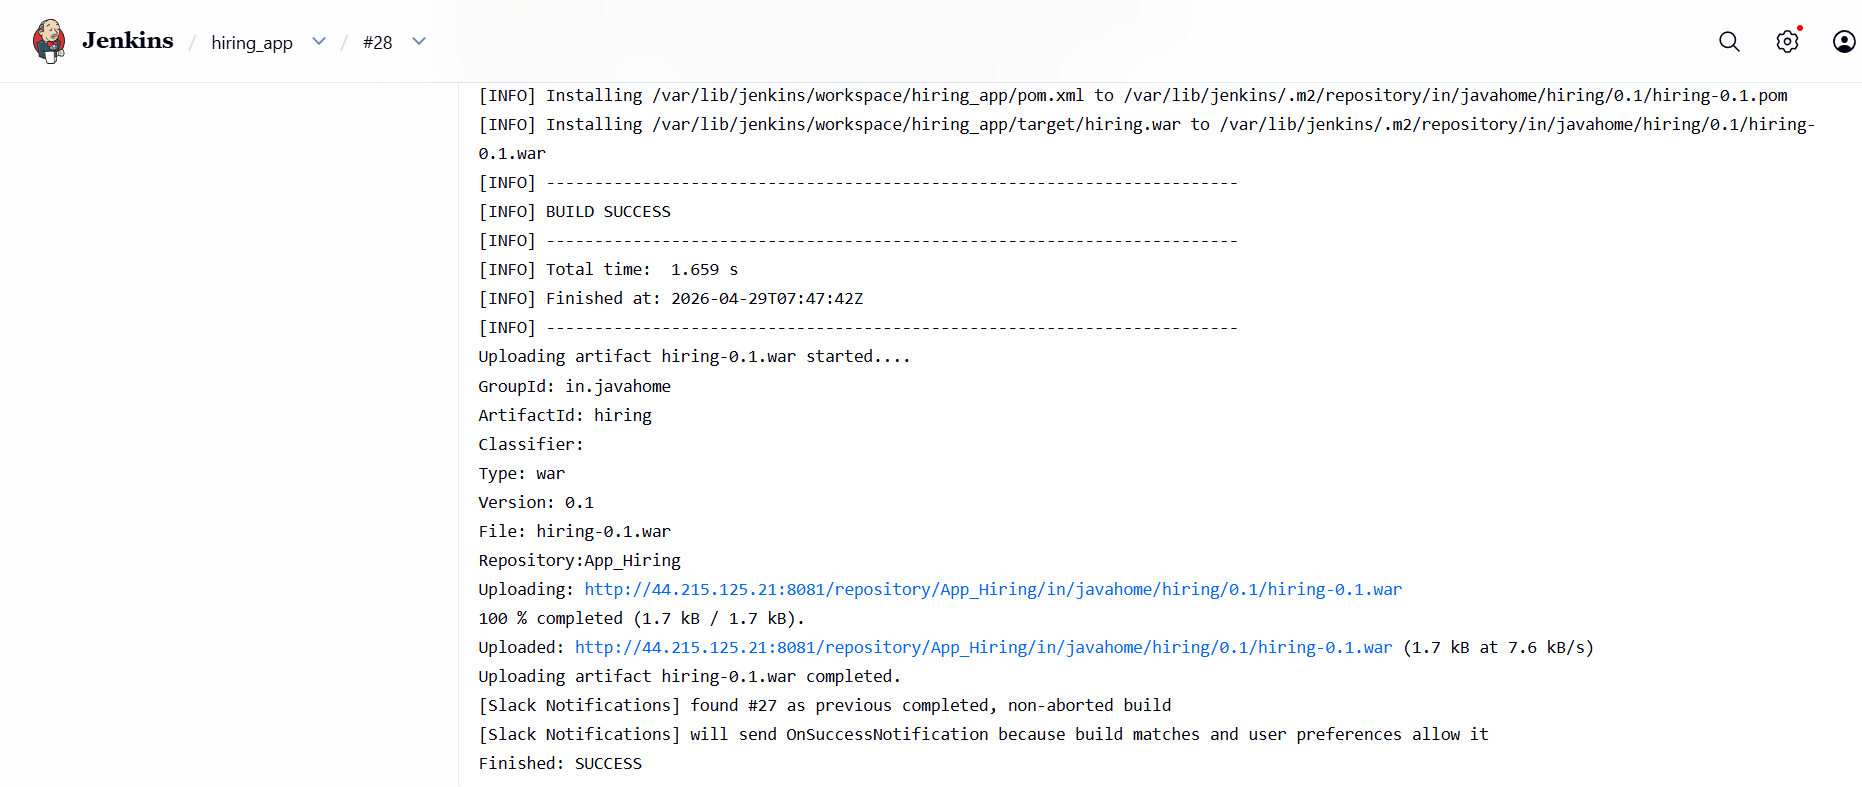 Jenkins / hiring_app / #28
[INFO] Installing /var/lib/jenkins/workspace/hiring_app/pom.xml to /var/lib/jenkins/.m2/repository/in/javahome/hiring/0.1/hiring-0.1.pom
[INFO] Installing /var/lib/jenkins/workspace/hiring_app/target/hiring.war to /var/lib/jenkins/.m2/repository/in/javahome/hiring/0.1/hiring-
0.1.war
[INFO] ------------------------------------------------------------------------
[INFO] BUILD SUCCESS
[INFO] ------------------------------------------------------------------------
[INFO] Total time:  1.659 s
[INFO] Finished at: 2026-04-29T07:47:42Z
[INFO] ------------------------------------------------------------------------
Uploading artifact hiring-0.1.war started....
GroupId: in.javahome
ArtifactId: hiring
Classifier:
Type: war
Version: 0.1
File: hiring-0.1.war
Repository:App_Hiring
Uploading: http://44.215.125.21:8081/repository/App_Hiring/in/javahome/hiring/0.1/hiring-0.1.war
100 % completed (1.7 kB / 1.7 kB).
Uploaded: http://44.215.125.21:8081/repository/App_Hiring/in/javahome/hiring/0.1/hiring-0.1.war (1.7 kB at 7.6 kB/s)
Uploading artifact hiring-0.1.war completed.
[Slack Notifications] found #27 as previous completed, non-aborted build
[Slack Notifications] will send OnSuccessNotification because build matches and user preferences allow it
Finished: SUCCESS